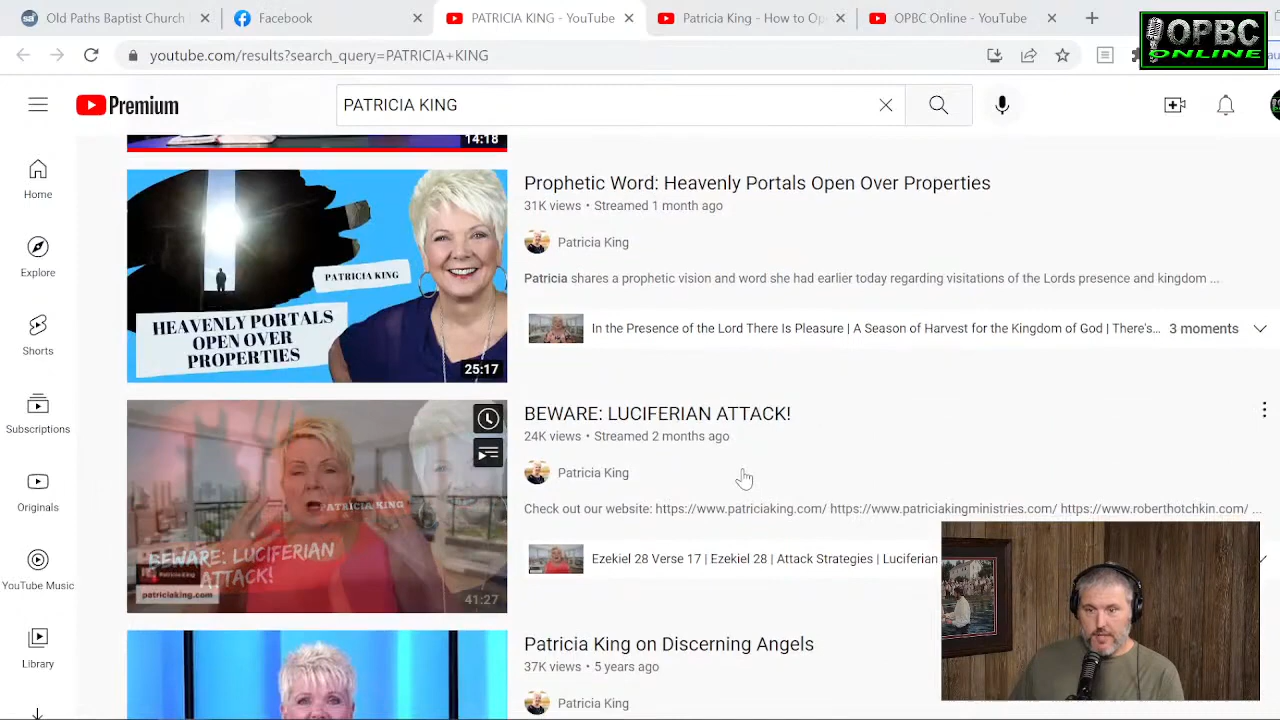 Old Paths Baptist Church
Facebook
PATRICIA KING - YouTube
Patricia King - How to Op
OPBC Online - YouTube
OPBC
ONLINE
youtube.com/results?search_query=PATRICIA+KING
Premium
PATRICIA KING
14:18
Home
Explore
Shorts
Subscriptions
Originals
YouTube Music
Library
PATRICIA KING
HEAVENLY PORTALS
OPEN OVER
PROPERTIES
25:17
Prophetic Word: Heavenly Portals Open Over Properties
31K views • Streamed 1 month ago
Patricia King
Patricia shares a prophetic vision and word she had earlier today regarding visitations of the Lords presence and kingdom ...
In the Presence of the Lord There Is Pleasure | A Season of Harvest for the Kingdom of God | There's...
3 moments
PATRICIA KING
BEWARE: LUCIFERIAN
ATTACK!
Patricia King
patriciaking.com
41:27
BEWARE: LUCIFERIAN ATTACK!
24K views • Streamed 2 months ago
Patricia King
Check out our website: https://www.patriciaking.com/ https://www.patriciakingministries.com/ https://www.roberthotchkin.com/ ...
Ezekiel 28 Verse 17 | Ezekiel 28 | Attack Strategies | Luciferian
Patricia King on Discerning Angels
37K views • 5 years ago
Patricia King